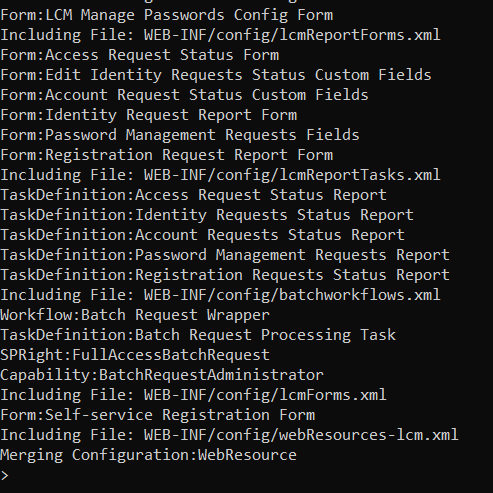 Form:LCM Manage Passwords Config Form
Including File: WEB-INF/config/lcmReportForms.xml
Form:Access Request Status Form
Form:Edit Identity Requests Status Custom Fields
Form:Account Request Status Custom Fields
Form:Identity Request Report Form
Form:Password Management Requests Fields
Form:Registration Request Report Form
Including File: WEB-INF/config/lcmReportTasks.xml
TaskDefinition:Access Request Status Report
TaskDefinition:Identity Requests Status Report
TaskDefinition:Account Requests Status Report
TaskDefinition:Password Management Requests Report
TaskDefinition:Registration Requests Status Report
Including File: WEB-INF/config/batchworkflows.xml
Workflow:Batch Request Wrapper
TaskDefinition:Batch Request Processing Task
SPRight:FullAccessBatchRequest
Capability:BatchRequestAdministrator
Including File: WEB-INF/config/lcmForms.xml
Form:Self-service Registration Form
Including File: WEB-INF/config/webResources-lcm.xml
Merging Configuration:WebResource
>